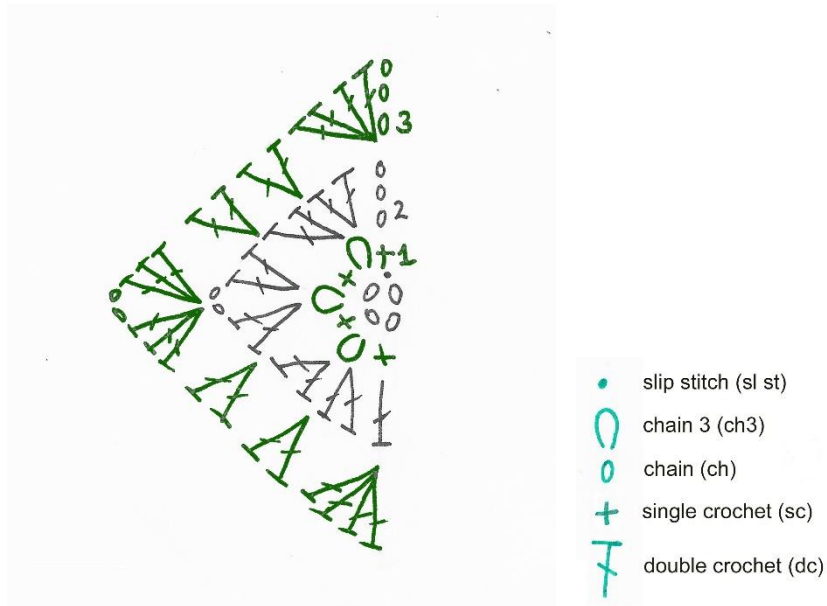 3
2
1
slip stitch (sl st)
chain 3 (ch3)
chain (ch)
single crochet (sc)
double crochet (dc)